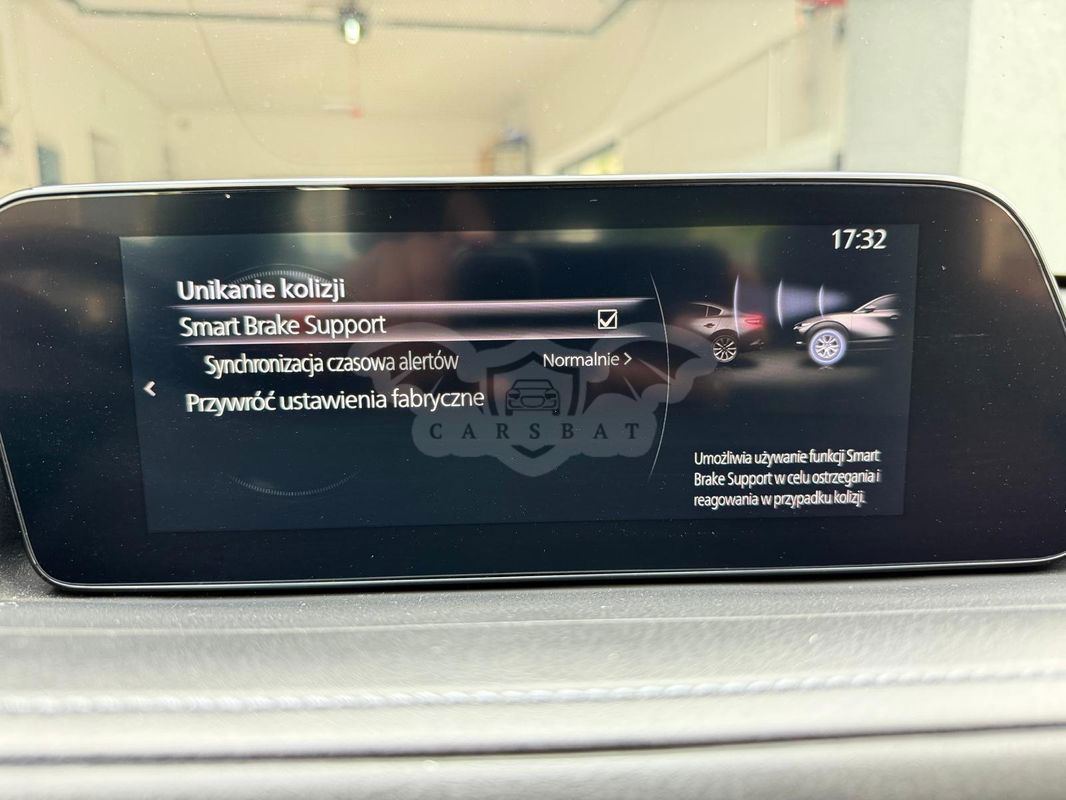 17:32
Unikanie kolizji
Smart Brake Support
Synchronizacja czasowa alertów Normalnie >
Przywróć ustawienia fabryczne
CARSBAT
Umożliwia używanie funkcji Smart
Brake Support w celu ostrzegania i
reagowania w przypadku kolizji.